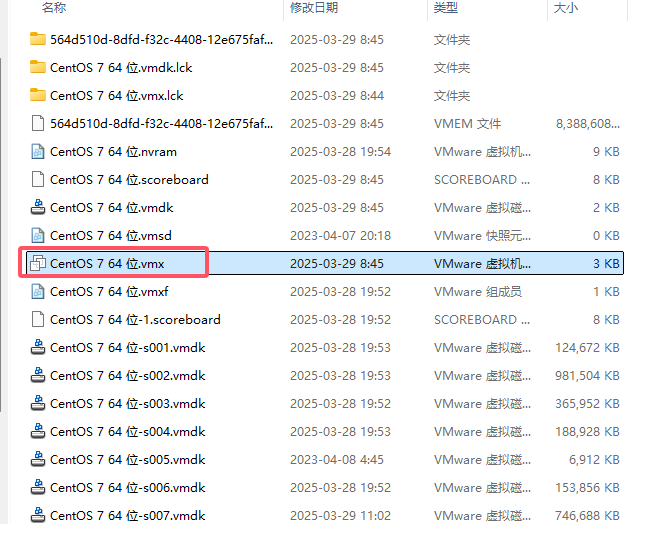 名称 修改日期 类型 大小
564d510d-8dfd-f32c-4408-12e675faf... 2025-03-29 8:45 文件夹
CentOS 7 64 位.vmdk.lck 2025-03-29 8:45 文件夹
CentOS 7 64 位.vmx.lck 2025-03-29 8:44 文件夹
564d510d-8dfd-f32c-4408-12e675faf... 2025-03-29 8:45 VMEM 文件 8,388,608...
CentOS 7 64 位.nvram 2025-03-28 19:54 VMware 虚拟机... 9 KB
CentOS 7 64 位.scoreboard 2025-03-29 8:45 SCOREBOARD ... 8 KB
CentOS 7 64 位.vmdk 2025-03-29 8:45 VMware 虚拟磁... 2 KB
CentOS 7 64 位.vmsd 2023-04-07 20:18 VMware 快照元... 0 KB
CentOS 7 64 位.vmx 2025-03-29 8:45 VMware 虚拟机... 3 KB
CentOS 7 64 位.vmxf 2025-03-28 19:52 VMware 组成员 1 KB
CentOS 7 64 位-1.scoreboard 2025-03-28 19:52 SCOREBOARD ... 8 KB
CentOS 7 64 位-s001.vmdk 2025-03-28 19:53 VMware 虚拟磁... 124,672 KB
CentOS 7 64 位-s002.vmdk 2025-03-28 19:53 VMware 虚拟磁... 981,504 KB
CentOS 7 64 位-s003.vmdk 2025-03-28 19:52 VMware 虚拟磁... 365,952 KB
CentOS 7 64 位-s004.vmdk 2025-03-28 19:53 VMware 虚拟磁... 188,928 KB
CentOS 7 64 位-s005.vmdk 2023-04-08 4:45 VMware 虚拟磁... 6,912 KB
CentOS 7 64 位-s006.vmdk 2025-03-28 19:52 VMware 虚拟磁... 153,856 KB
CentOS 7 64 位-s007.vmdk 2025-03-29 11:02 VMware 虚拟磁... 746,688 KB